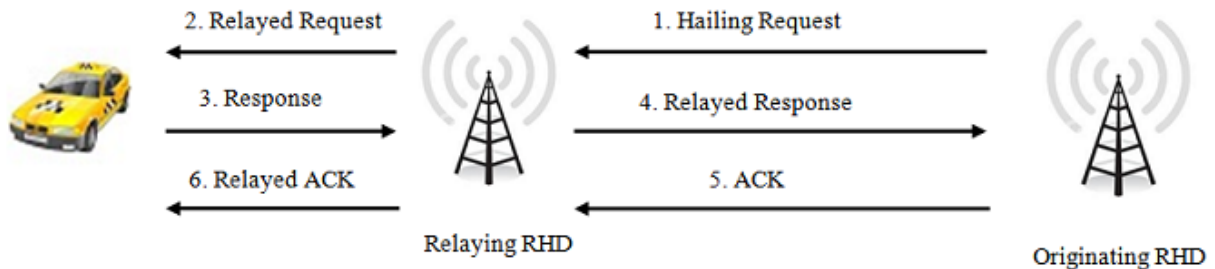 2. Relayed Request
1. Hailing Request
3. Response
4. Relayed Response
6. Relayed ACK
5. ACK
Relaying RHD
Originating RHD